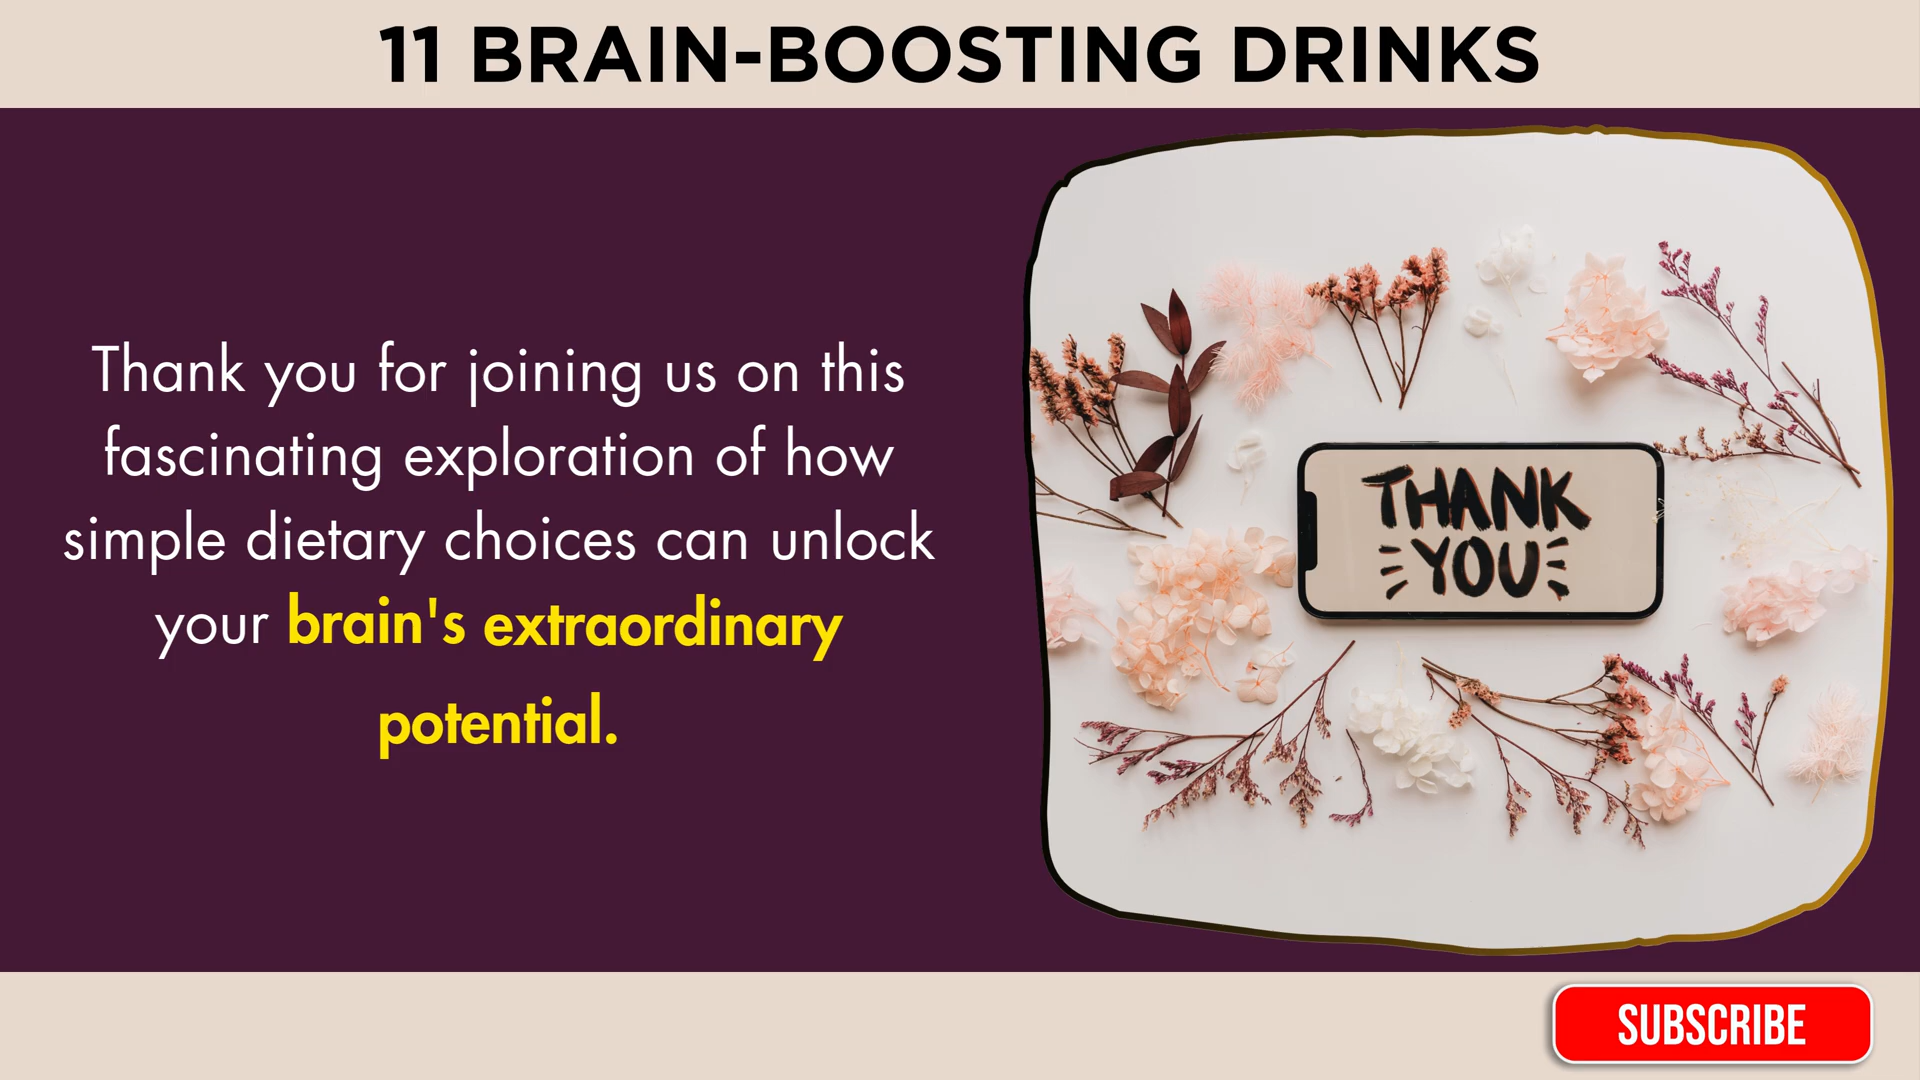 11 BRAIN-BOOSTING DRINKS
Thank you for joining us on this
fascinating exploration of how
simple dietary choices can unlock
your brain's extraordinary
potential.
THANK
YOU
SUBSCRIBE